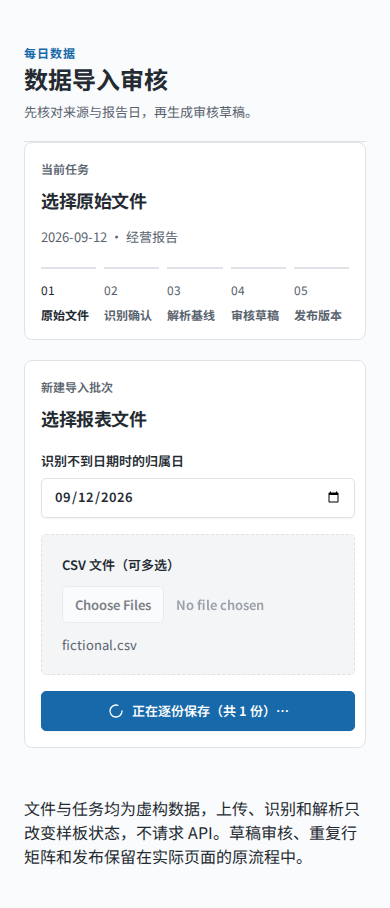 每日数据
数据导入审核
先核对来源与报告日，再生成审核草稿。
当前任务
选择原始文件
2026-09-12 · 经营报告
01 02 03 04 05
原始文件 识别确认 解析基线 审核草稿 发布版本
新建导入批次
选择报表文件
识别不到日期时的归属日
09/12/2026
CSV 文件（可多选）
Choose Files No file chosen
fictional.csv
正在逐份保存（共 1 份）…
文件与任务均为虚构数据，上传、识别和解析只
改变样板状态，不请求 API。草稿审核、重复行
矩阵和发布保留在实际页面的原流程中。